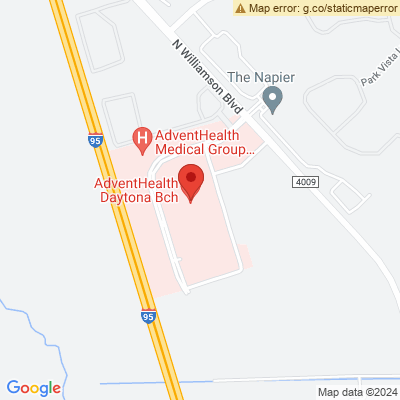 Map error: g.co/staticmaperror
N Williamson Blvd
The Napier
Park Vista
95
H
AdventHealth
Medical Group...
AdventHealth
Daytona Bch
4009
95
Google
Map data ©2024